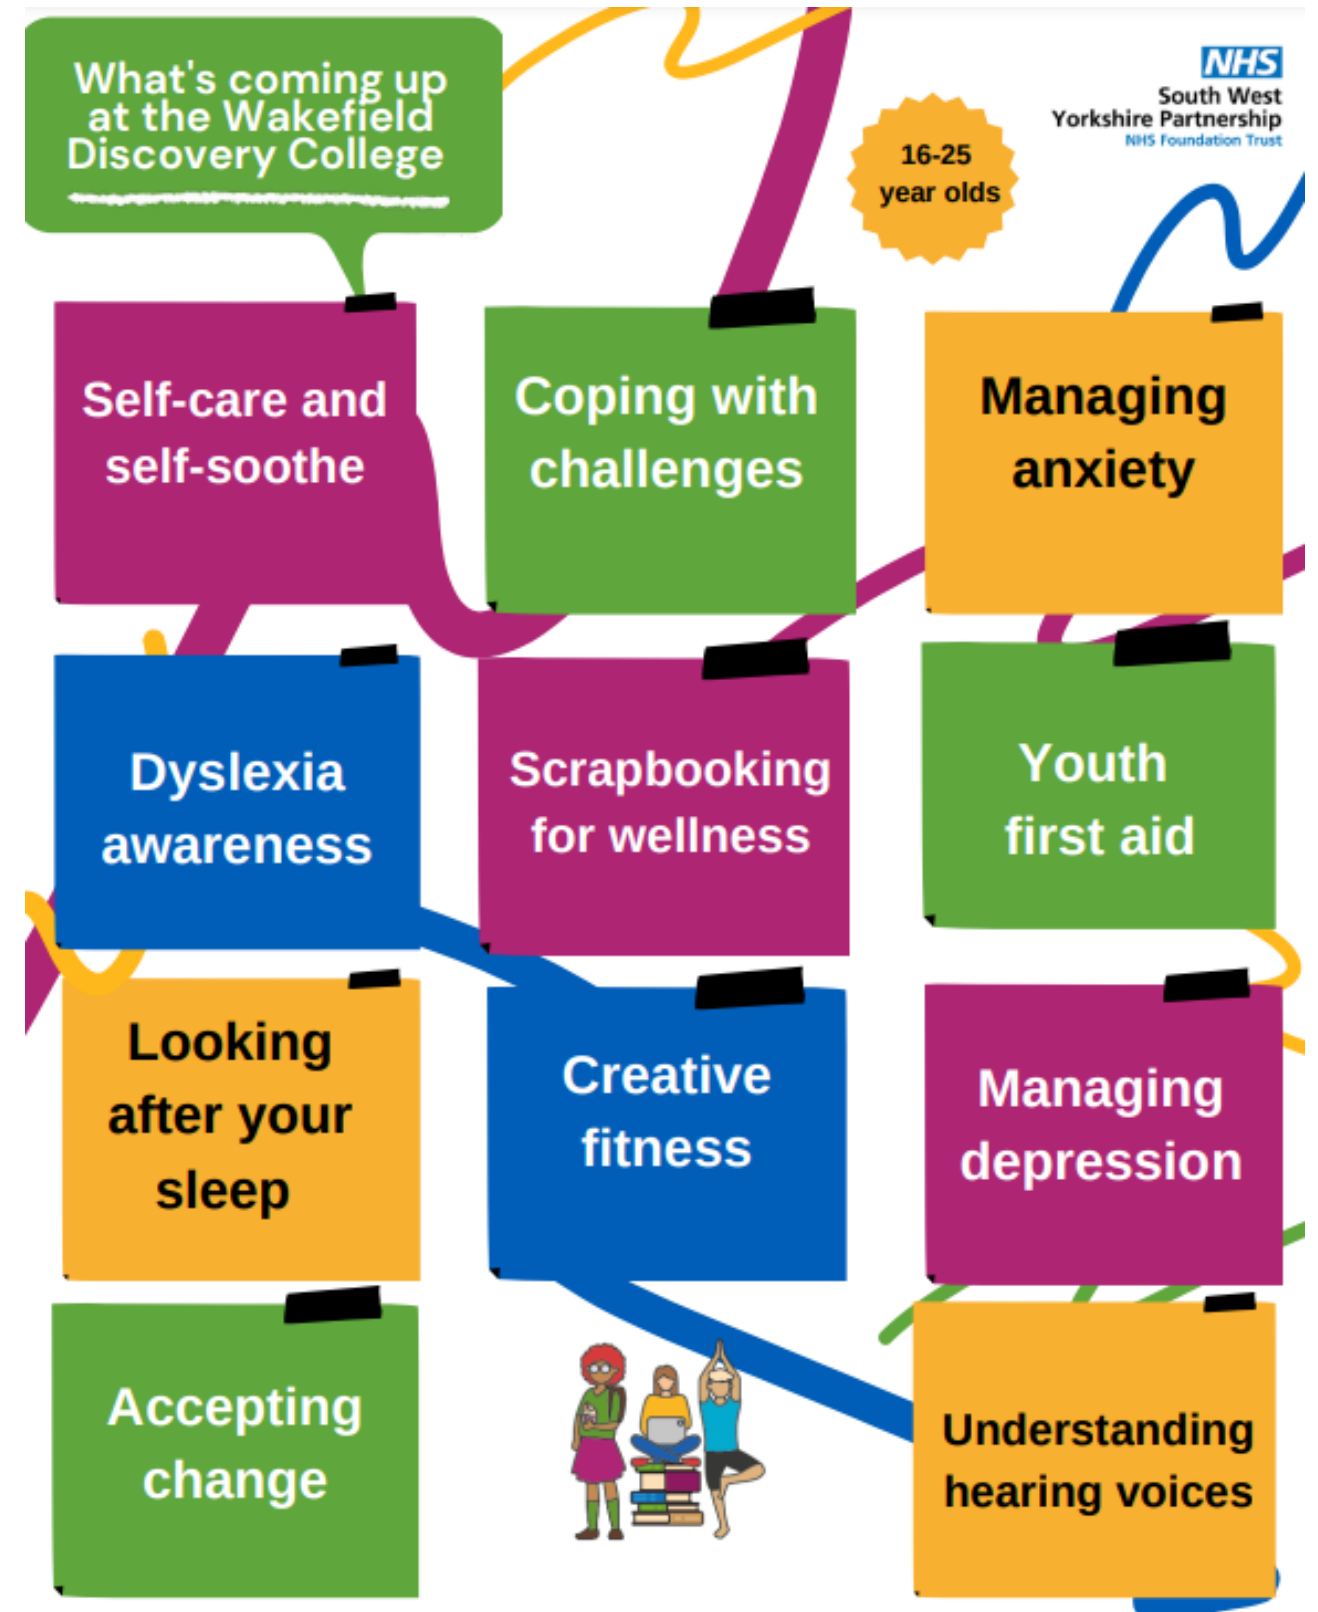 What's coming up
at the Wakefield
Discovery College
16-25
year olds
NHS
South West
Yorkshire Partnership
NHS Foundation Trust
Self-care and
self-soothe
Coping with
challenges
Managing
anxiety
Dyslexia
awareness
Scrapbooking
for wellness
Youth
first aid
Looking
after your
sleep
Creative
fitness
Managing
depression
Accepting
change
Understanding
hearing voices